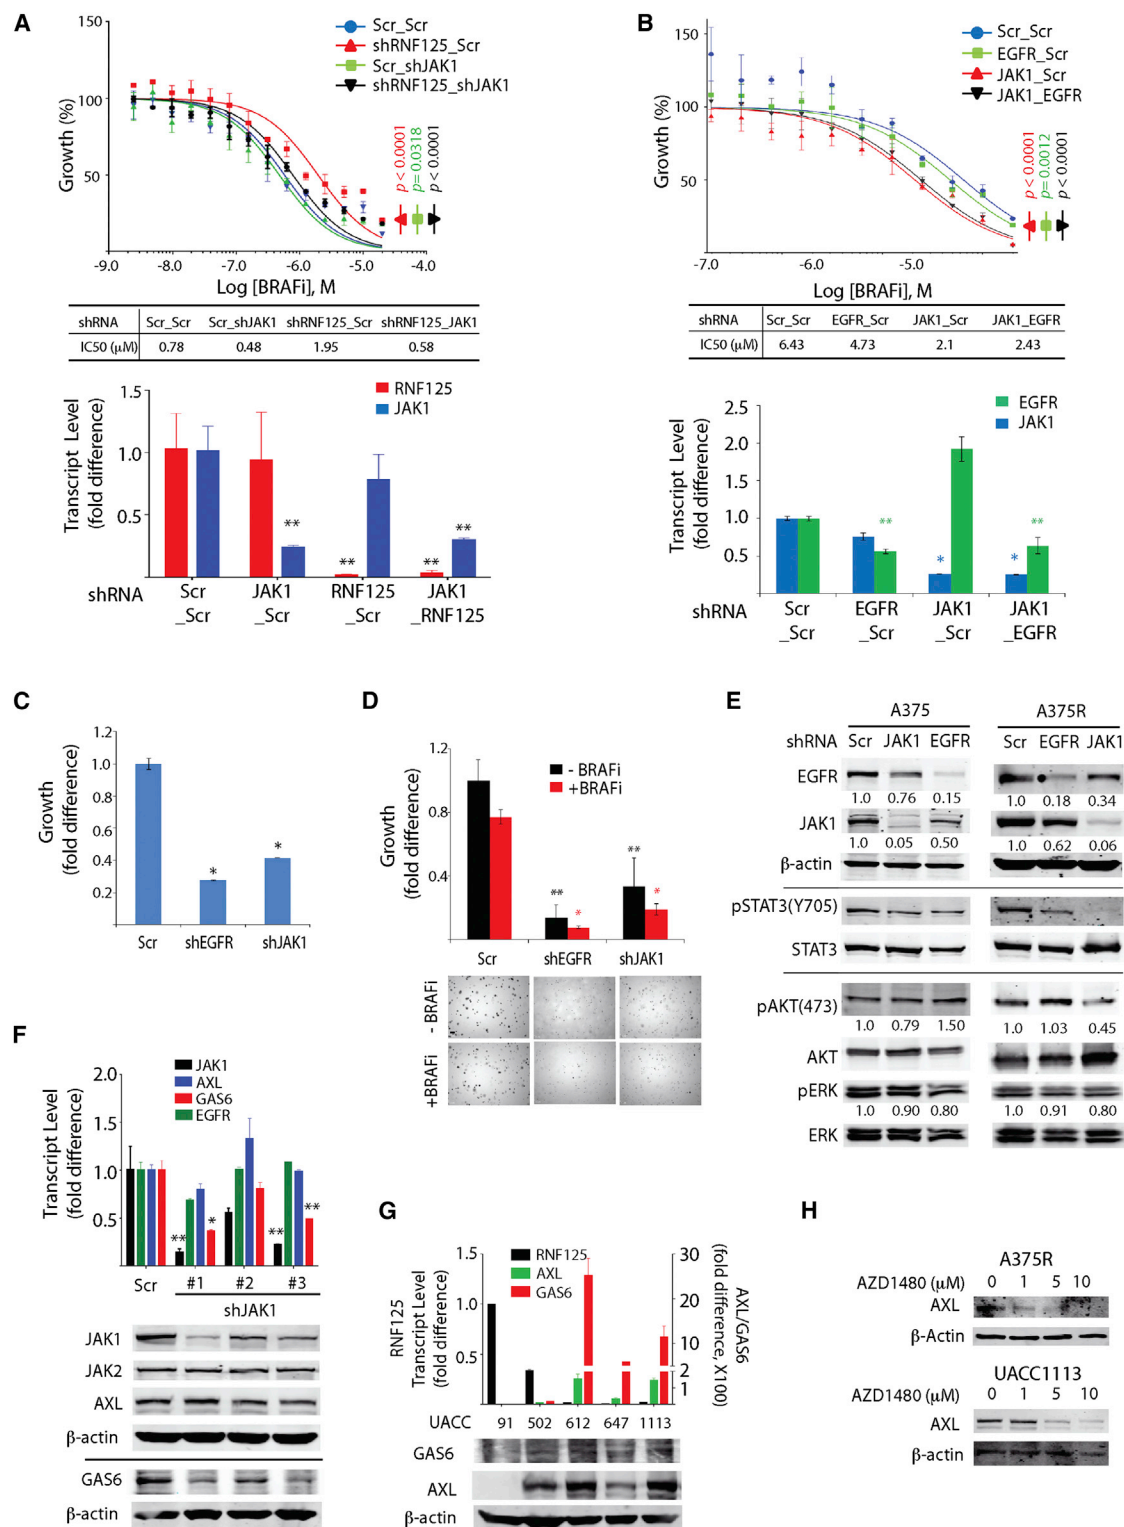 A
150
100
50
Growth (%)
-9.0 -8.0 -7.0 -6.0 -5.0 -4.0
Log [BRAFi], M
Scr_Scr
shRNF125_Scr
Scr_shJAK1
shRNF125_shJAK1
p < 0.0001
p= 0.0318
p < 0.0001
shRNA Scr_Scr Scr_shJAK1 shRNF125_Scr shRNF125_JAK1
IC50 (μM) 0.78 0.48 1.95 0.58
1.5
1.0
0.5
Transcript Level
(fold difference)
RNF125
JAK1
** ** ** **
shRNA
Scr JAK1 RNF125 JAK1
_Scr _Scr _Scr _RNF125
B
150
100
50
Growth (%)
-7.0 -6.0 -5.0
Log [BRAFi], M
Scr_Scr
EGFR_Scr
JAK1_Scr
JAK1_EGFR
p < 0.0001
p= 0.0012
p < 0.0001
shRNA Scr_Scr EGFR_Scr JAK1_Scr JAK1_EGFR
IC50 (μM) 6.43 4.73 2.1 2.43
2.5
2.0
1.5
1.0
0.5
Transcript Level
(fold difference)
EGFR
JAK1
** * * **
shRNA
Scr EGFR JAK1 JAK1
_Scr _Scr _Scr _EGFR
C
1.2
1.0
0.8
0.6
0.4
0.2
Growth
(fold difference)
* *
Scr shEGFR shJAK1
D
1.2
0.8
0.4
Growth
(fold difference)
- BRAFi
+BRAFi
** * ** *
Scr shEGFR shJAK1
- BRAFi
+BRAFi
E
A375 A375R
shRNA Scr JAK1 EGFR Scr EGFR JAK1
EGFR
1.0 0.76 0.15 1.0 0.18 0.34
JAK1
1.0 0.05 0.50 1.0 0.62 0.06
β-actin
pSTAT3(Y705)
STAT3
pAKT(473)
1.0 0.79 1.50 1.0 1.03 0.45
AKT
pERK
1.0 0.90 0.80 1.0 0.91 0.80
ERK
F
2.0
1.5
1.0
0.5
Transcript Level
(fold difference)
JAK1
AXL
GAS6
EGFR
** * ** **
Scr #1 #2 #3
shJAK1
JAK1
JAK2
AXL
β-actin
GAS6
β-actin
G
1.5
1.0
0.5
RNF125
Transcript Level
(fold difference)
RNF125
AXL
GAS6
30
20
10
2
1
AXL/GAS6
(fold difference, X100)
UACC 91 502 612 647 1113
GAS6
AXL
β-actin
H
A375R
AZD1480 (μM) 0 1 5 10
AXL
β-Actin
UACC1113
AZD1480 (μM) 0 1 5 10
AXL
β-actin